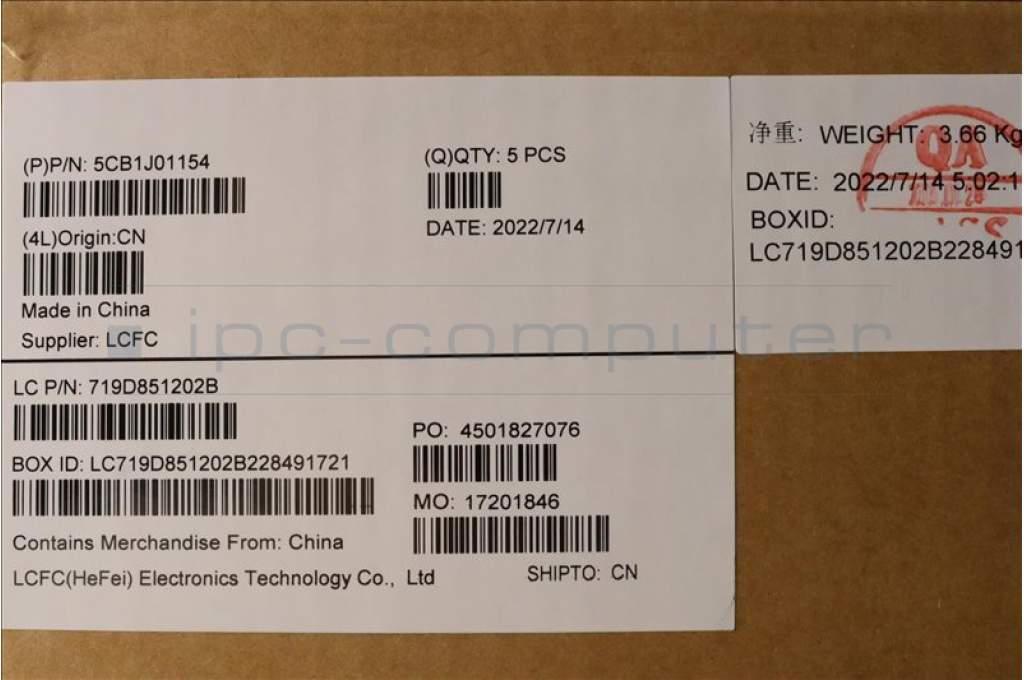 (P)P/N: 5CB1J01154
(Q)QTY: 5 PCS
DATE: 2022/7/14
(4L)Origin:CN
Made in China
Supplier: LCFC
净重: WEIGHT: 3.66 Kg
QA
DATE: 2022/7/14 5:02:1
BOXID:
LC719D851202B228491
ipc-computer
LC P/N: 719D851202B
BOX ID: LC719D851202B228491721
Contains Merchandise From: China
LCFC(HeFei) Electronics Technology Co., Ltd
PO: 4501827076
MO: 17201846
SHIPTO: CN